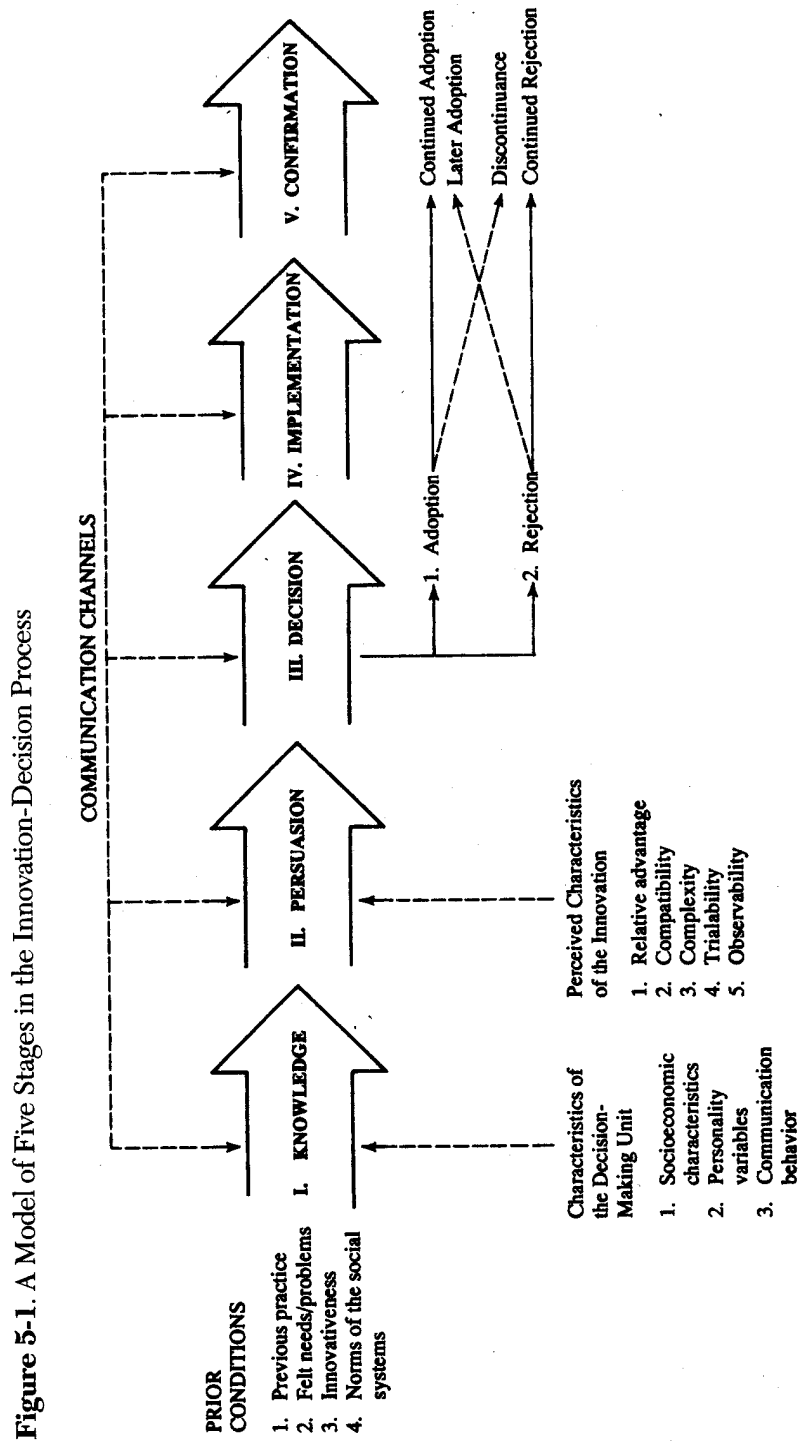 Figure 5-1. A Model of Five Stages in the Innovation-Decision Process
COMMUNICATION CHANNELS
PRIOR
CONDITIONS
1. Previous practice
2. Felt needs/problems
3. Innovativeness
4. Norms of the social
systems
I. KNOWLEDGE
II. PERSUASION
III. DECISION
IV. IMPLEMENTATION
V. CONFIRMATION
Characteristics of
the Decision-
Making Unit
1. Socioeconomic
characteristics
2. Personality
variables
3. Communication
behavior
Perceived Characteristics
of the Innovation
1. Relative advantage
2. Compatibility
3. Complexity
4. Trialability
5. Observability
1. Adoption
2. Rejection
Continued Adoption
Later Adoption
Discontinuance
Continued Rejection